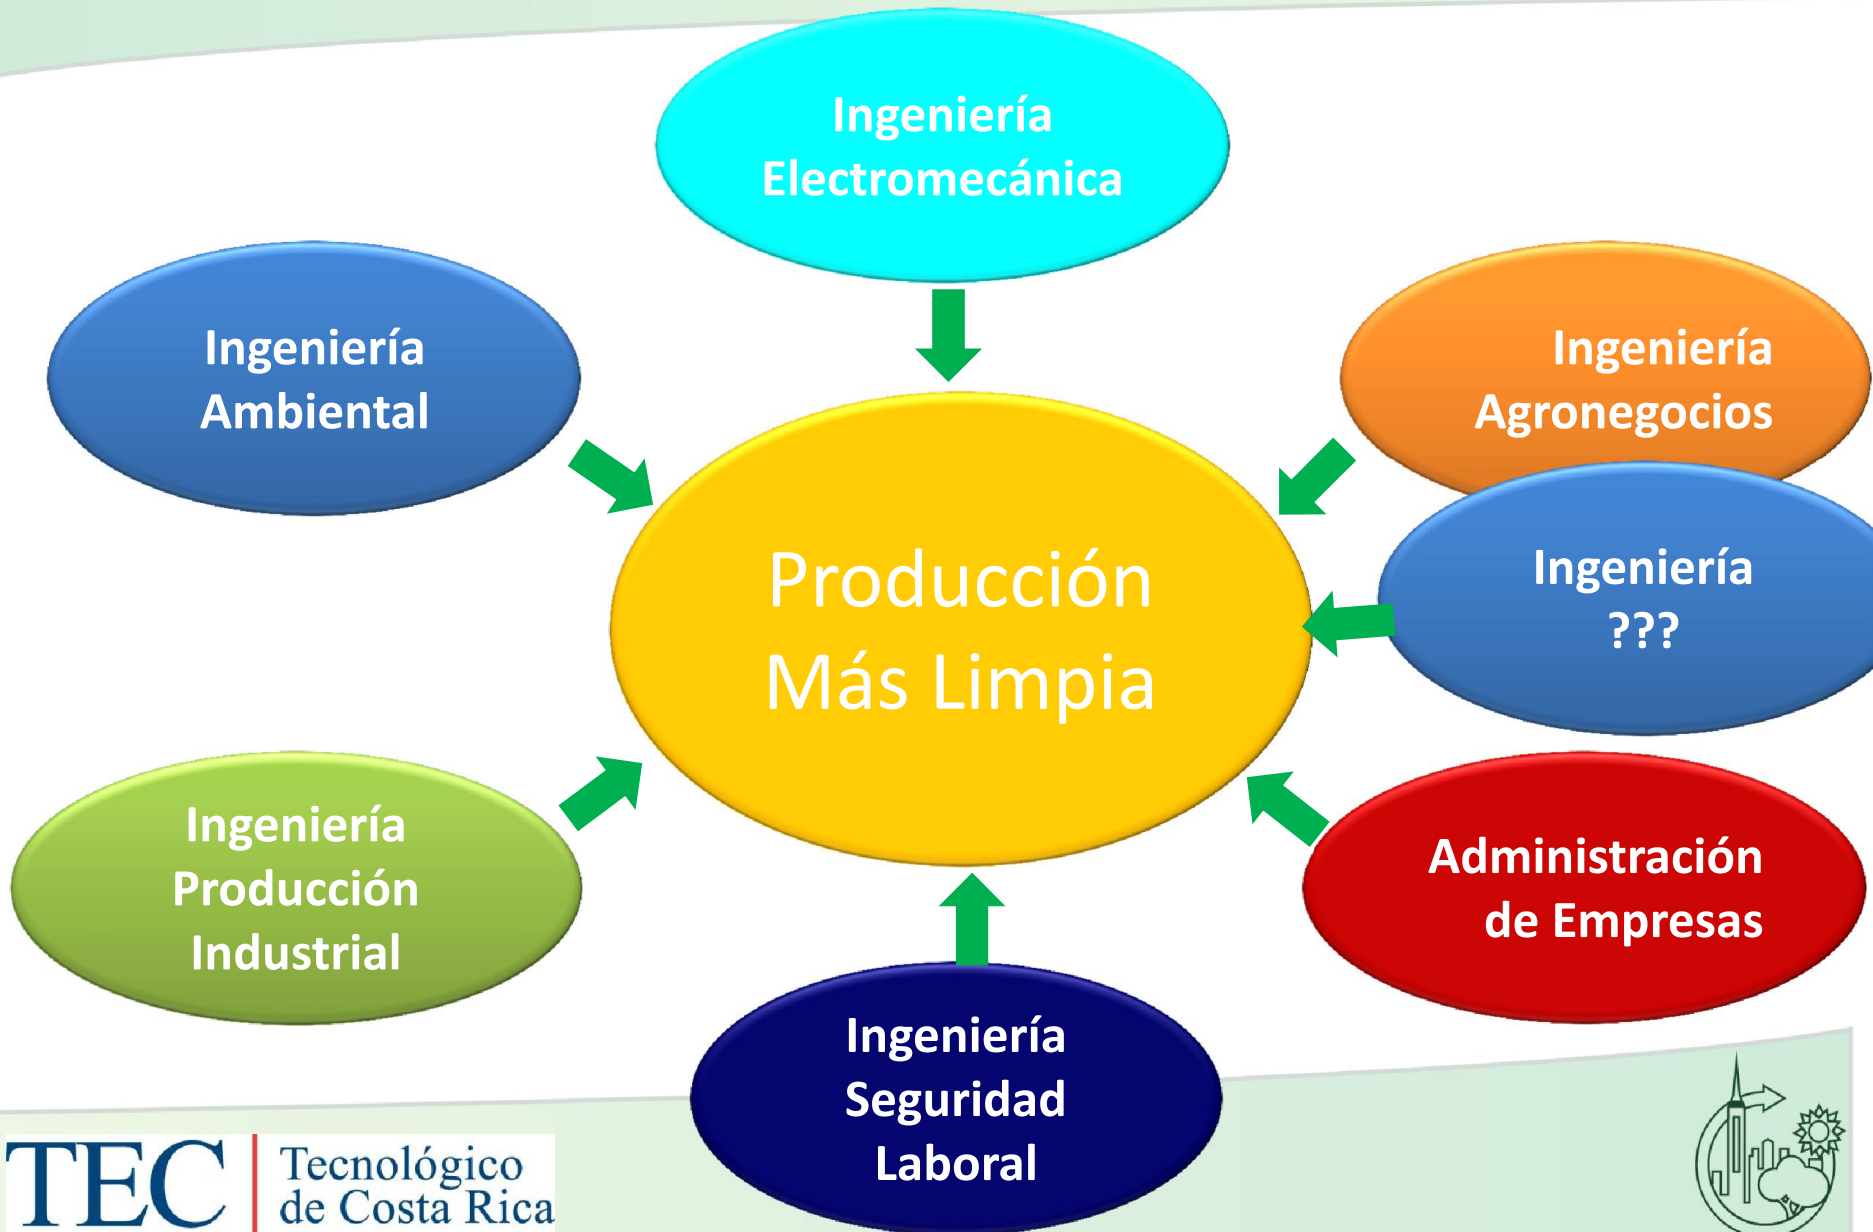 Ingeniería
Electromecánica
Ingeniería
Ambiental
Ingeniería
Agronegocios
Producción
Más Limpia
Ingeniería
???
Ingeniería
Producción
Industrial
Administración
de Empresas
Ingeniería
Seguridad
Laboral
TEC
Tecnológico
de Costa Rica